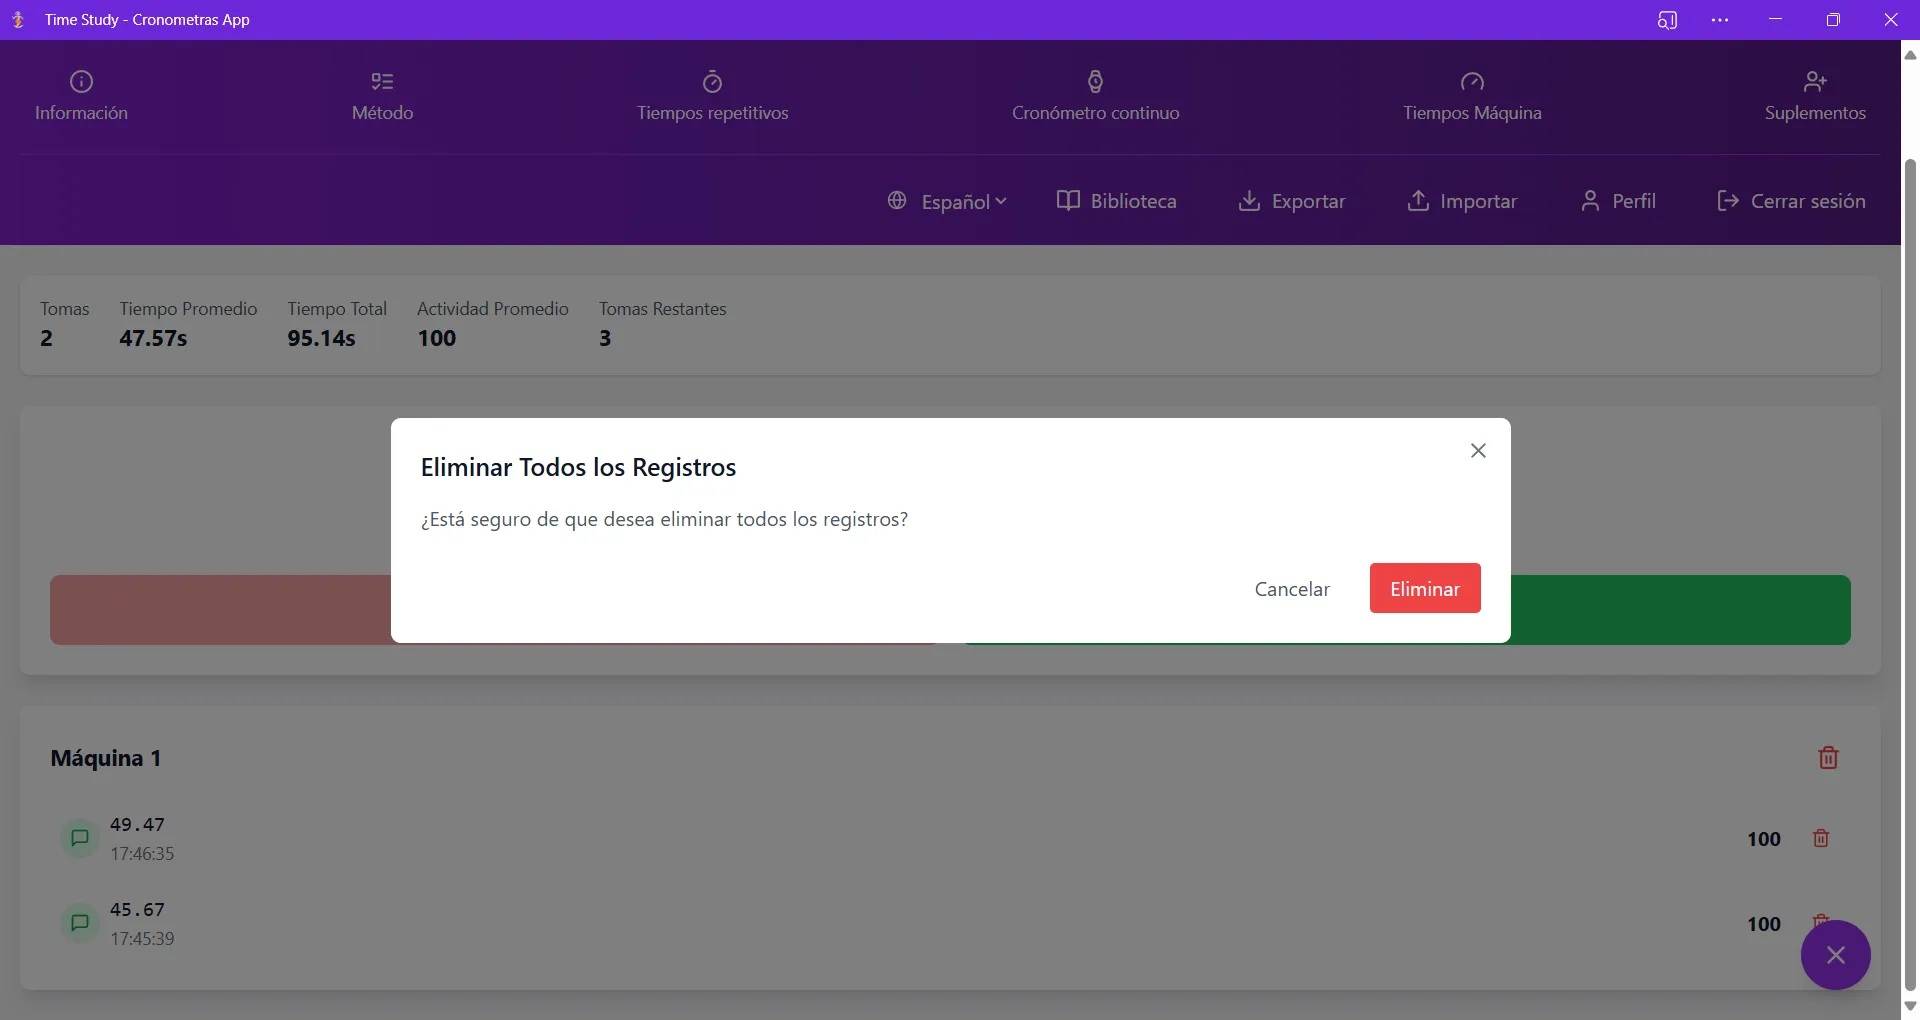 Time Study - Cronometras App
Información
Método
Tiempos repetitivos
Cronómetro continuo
Tiempos Máquina
Suplementos
Español
Biblioteca
Exportar
Importar
Perfil
Cerrar sesión
Tomas
Tiempo Promedio
Tiempo Total
Actividad Promedio
Tomas Restantes
2
47.57s
95.14s
100
3
Eliminar Todos los Registros
¿Está seguro de que desea eliminar todos los registros?
Cancelar
Eliminar
Máquina 1
49.47
17:46:35
100
45.67
17:45:39
100